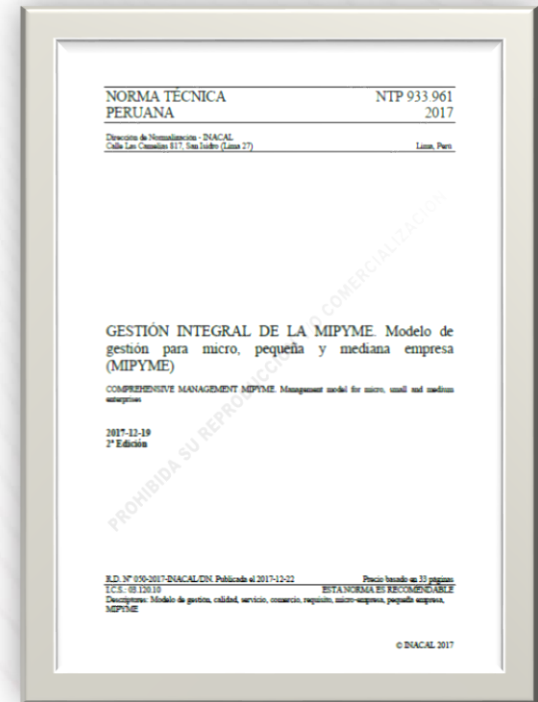 NORMA TÉCNICA NTP 933.961
PERUANA 2017
Dirección de Normalización - INACAL
Calle Las Camelias 817, San Isidro (Lima 27) Lima, Perú
PROHIBIDA SU REPRODUCCIÓN O COMERCIALIZACIÓN
GESTIÓN INTEGRAL DE LA MIPYME. Modelo de
gestión para micro, pequeña y mediana empresa
(MIPYME)
COMPREHENSIVE MANAGEMENT MIPYME. Management model for micro, small and medium
enterprises
2017-12-19
2ª Edición
R.D. N° 050-2017-INACAL/DN. Publicada el 2017-12-22 Precio basado en 33 páginas
I.C.S.: 03.120.10 ESTA NORMA ES RECOMENDABLE
Descriptores: Modelo de gestión, calidad, servicio, comercio, requisito, micro-empresa, pequeña empresa,
MIPYME
© INACAL 2017